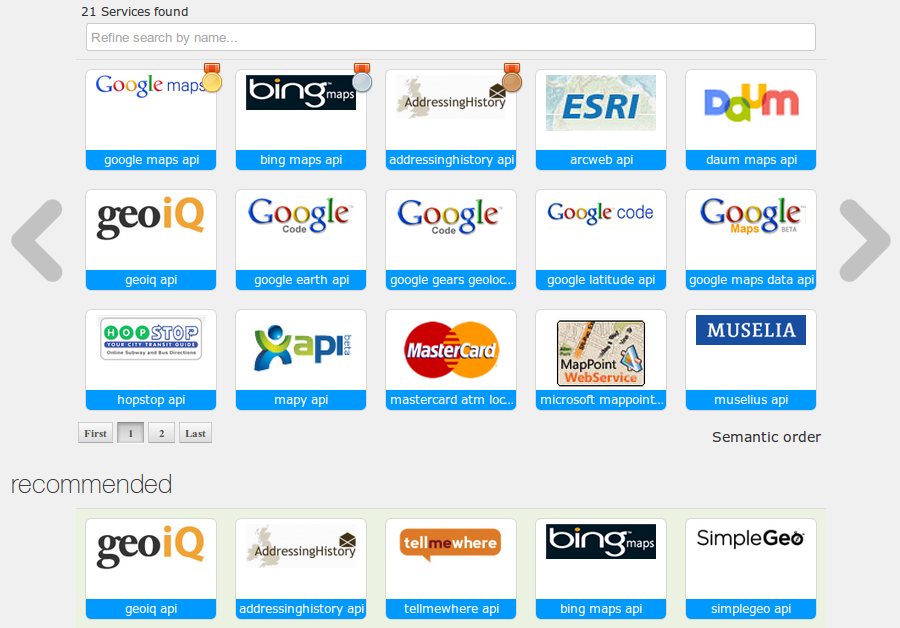 21 Services found
Refine search by name...
Google maps
bing maps
AddressingHistory
ESRI
Daum
google maps api
bing maps api
addressinghistory api
arcweb api
daum maps api
geoiQ
Google Code
Google Code
Google code
Google Maps BETA
geoiq api
google earth api
google gears geoloc...
google latitude api
google maps data api
HOPSTOP
YOUR CITY TRANSIT GUIDE
Online Subway and Bus Directions
api beta
MasterCard
MapPoint
WebService
MUSELIA
hopstop api
mapy api
mastercard atm loc...
microsoft mappoint...
muselius api
First 1 2 Last
Semantic order
recommended
geoiQ
AddressingHistory
tellmewhere
bing maps
SimpleGeo
geoiq api
addressinghistory api
tellmewhere api
bing maps api
simplegeo api